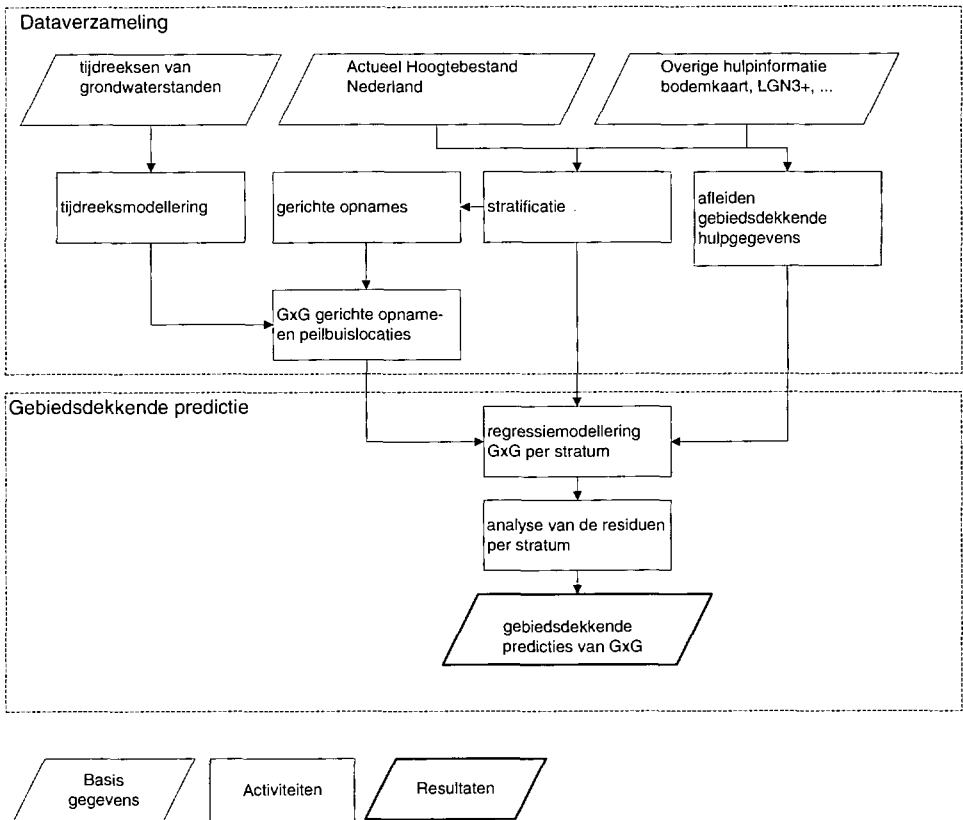 Dataverzameling
tijdreeksen van
grondwaterstanden
Actueel Hoogtebestand
Nederland
Overige hulpinformatie
bodemkaart, LGN3+, ...
tijdreeksmodellering
gerichte opnames
stratificatie
afleiden
gebiedsdekkende
hulpgegevens
GxG gerichte opname-
en peilbuislocaties
Gebiedsdekkende predictie
regressiemodellering
GxG per stratum
analyse van de residuen
per stratum
gebiedsdekkende
predicties van GxG
Basis
gegevens
Activiteiten
Resultaten